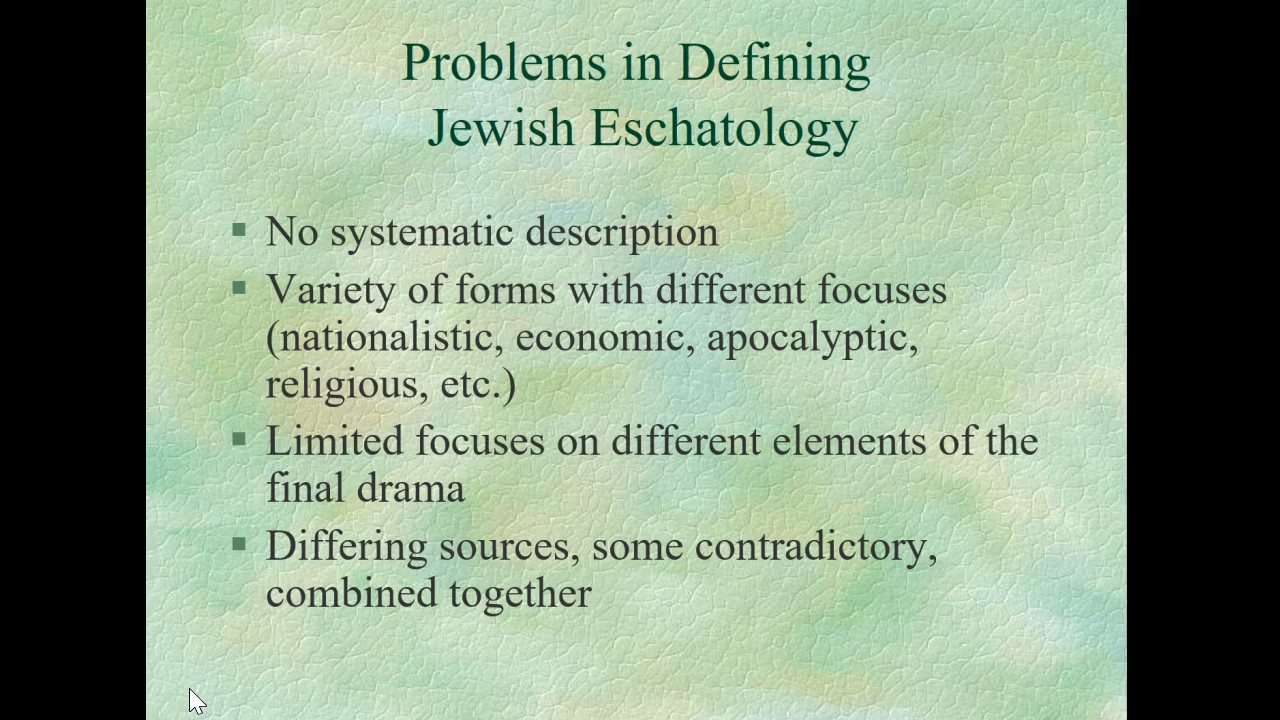 Problems in Defining
Jewish Eschatology
No systematic description
Variety of forms with different focuses
(nationalistic, economic, apocalyptic,
religious, etc.)
Limited focuses on different elements of the
final drama
Differing sources, some contradictory,
combined together